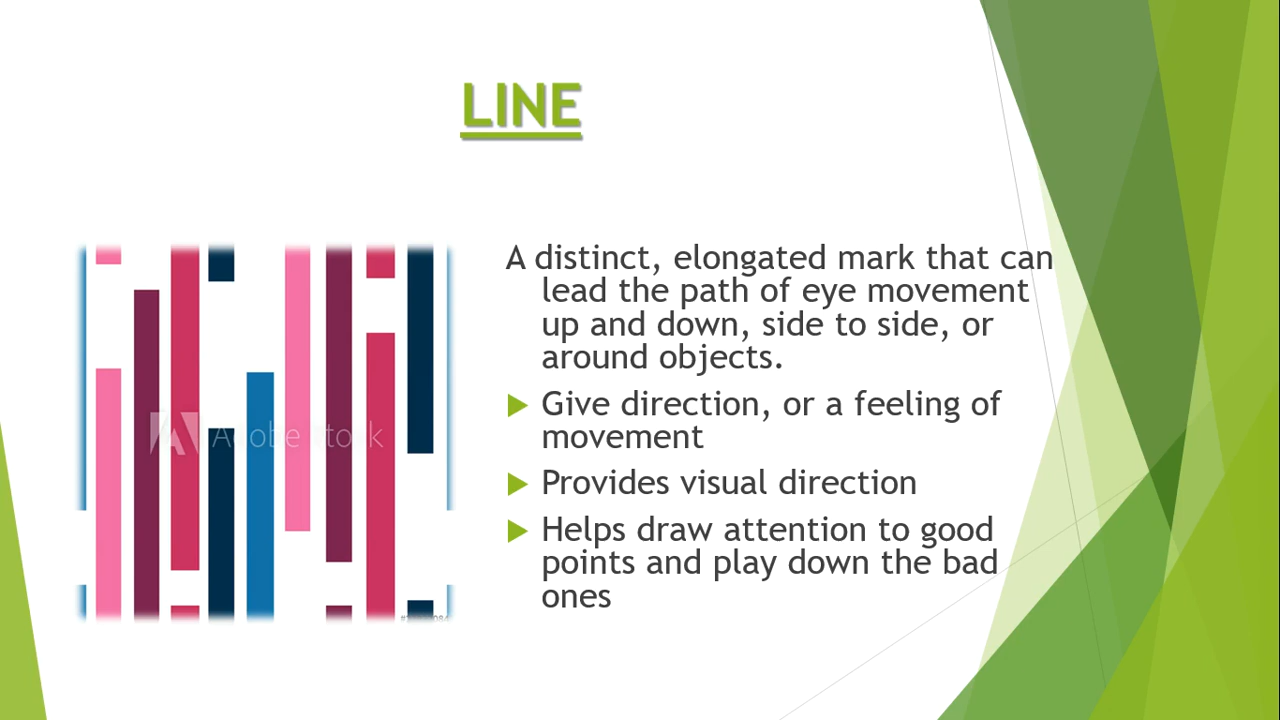 LINE
A distinct, elongated mark that can
lead the path of eye movement
up and down, side to side, or
around objects.
Give direction, or a feeling of
movement
Provides visual direction
Helps draw attention to good
points and play down the bad
ones
Adobe Stock